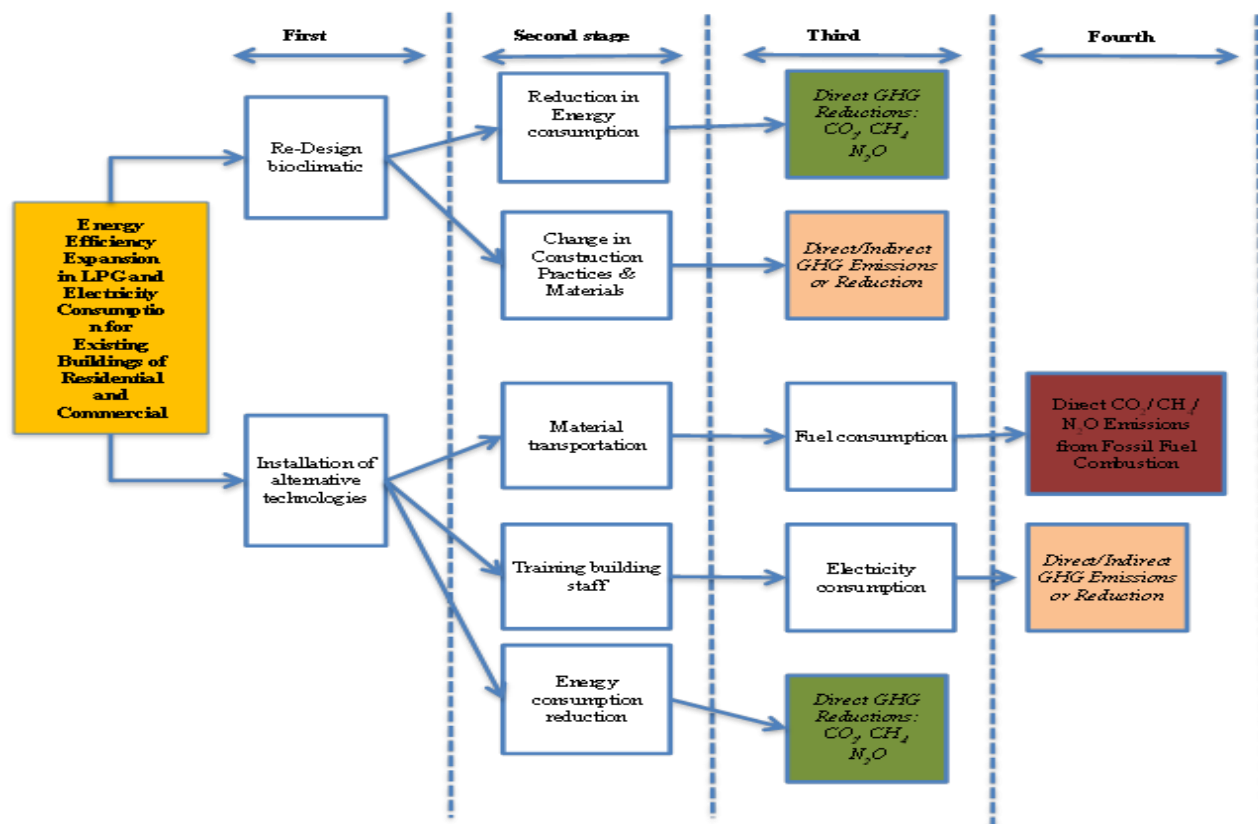 First
Second stage
Third
Fourth
Energy
Efficiency
Expansion
in LPG and
Electricity
Consumptio
n for
Existing
Buildings of
Residential
and
Commercial
Re-Design
bioclimatic
Installation of
alternative
technologies
Reduction in
Energy
consumption
Change in
Construction
Practices &
Materials
Material
transportation
Training building
staff
Energy
consumption
reduction
Direct GHG
Reductions:
CO₂, CH₄,
N₂O
Direct/Indirect
GHG Emissions
or Reduction
Fuel consumption
Electricity
consumption
Direct GHG
Reductions:
CO₂, CH₄,
N₂O
Direct CO₂/ CH₄/
N₂O Emissions
from Fossil Fuel
Combustion
Direct/Indirect
GHG Emissions
or Reduction